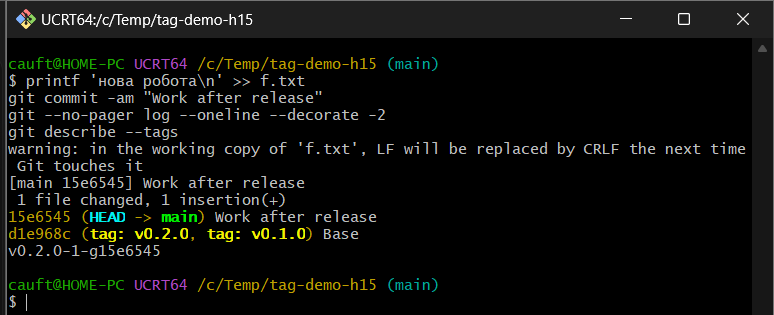 UCRT64:/c/Temp/tag-demo-h15
cauft@HOME-PC UCRT64 /c/Temp/tag-demo-h15 (main)
$ printf 'нова робота\n' >> f.txt
git commit -am "Work after release"
git --no-pager log --oneline --decorate -2
git describe --tags
warning: in the working copy of 'f.txt', LF will be replaced by CRLF the next time
 Git touches it
[main 15e6545] Work after release
 1 file changed, 1 insertion(+)
15e6545 (HEAD -> main) Work after release
d1e968c (tag: v0.2.0, tag: v0.1.0) Base
v0.2.0-1-g15e6545
cauft@HOME-PC UCRT64 /c/Temp/tag-demo-h15 (main)
$